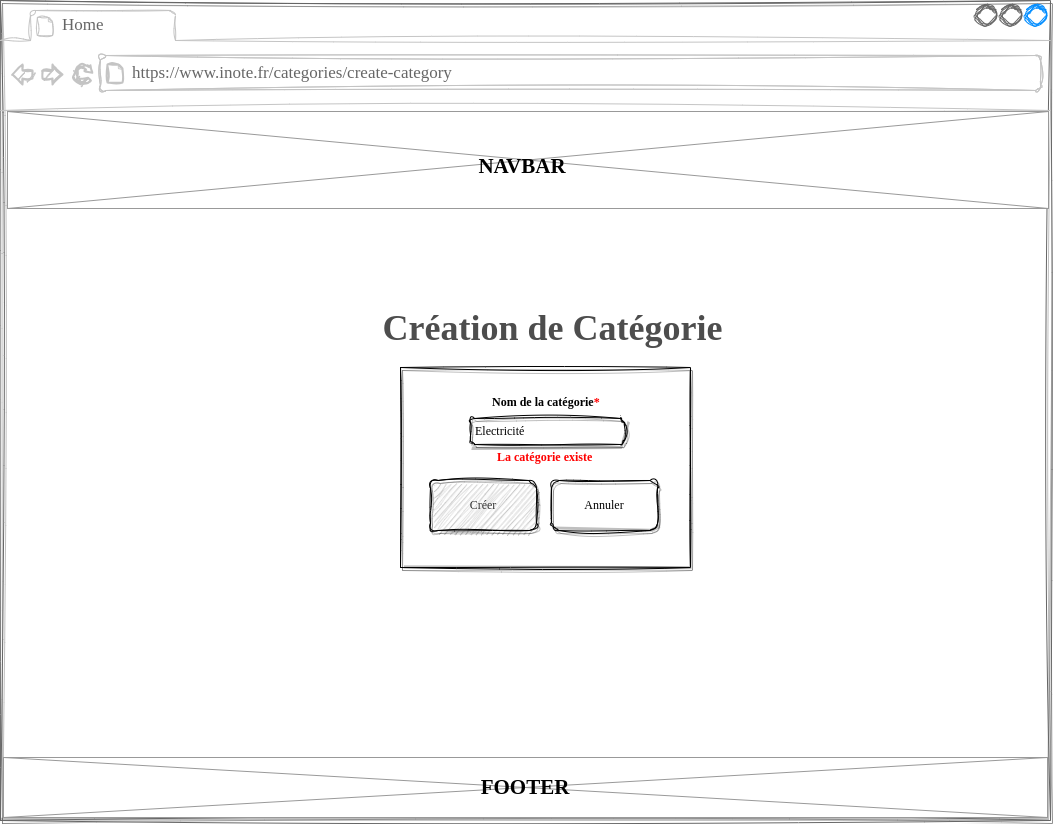 Home
https://www.inote.fr/categories/create-category
NAVBAR
Création de Catégorie
Nom de la catégorie*
Electricité
La catégorie existe
Créer
Annuler
FOOTER